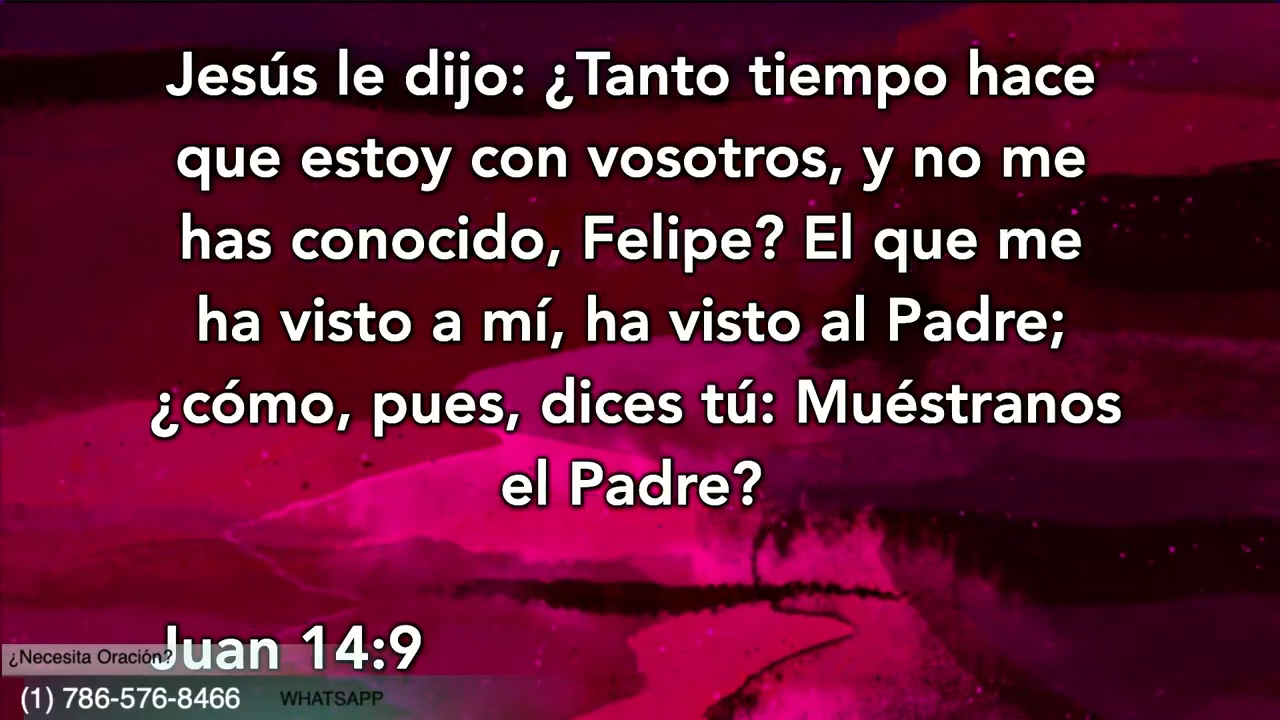 Jesús le dijo: ¿Tanto tiempo hace
que estoy con vosotros, y no me
has conocido, Felipe? El que me
ha visto a mí, ha visto al Padre;
¿cómo, pues, dices tú: Muéstranos
el Padre?
Juan 14:9
¿Necesita Oración?
(1) 786-576-8466 WHATSAPP